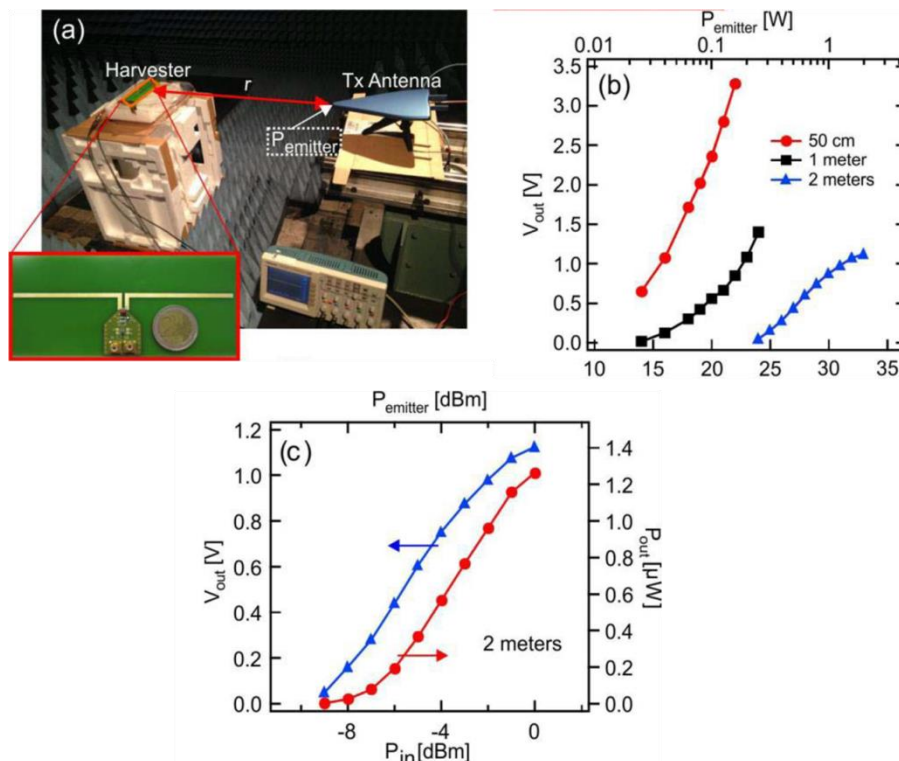 (a)
Harvester
r
Tx Antenna
P_emitter
P_emitter [W]
0.01
0.1
1
(b)
V_out [V]
3.5
3.0
2.5
2.0
1.5
1.0
0.5
0.0
50 cm
1 meter
2 meters
10
15
20
25
30
35
P_emitter [dBm]
(c)
V_out [V]
1.2
1.0
0.8
0.6
0.4
0.2
0.0
1.4
1.2
1.0
0.8
0.6
0.4
0.2
0.0
P_out [µW]
2 meters
-8
-4
0
P_in [dBm]